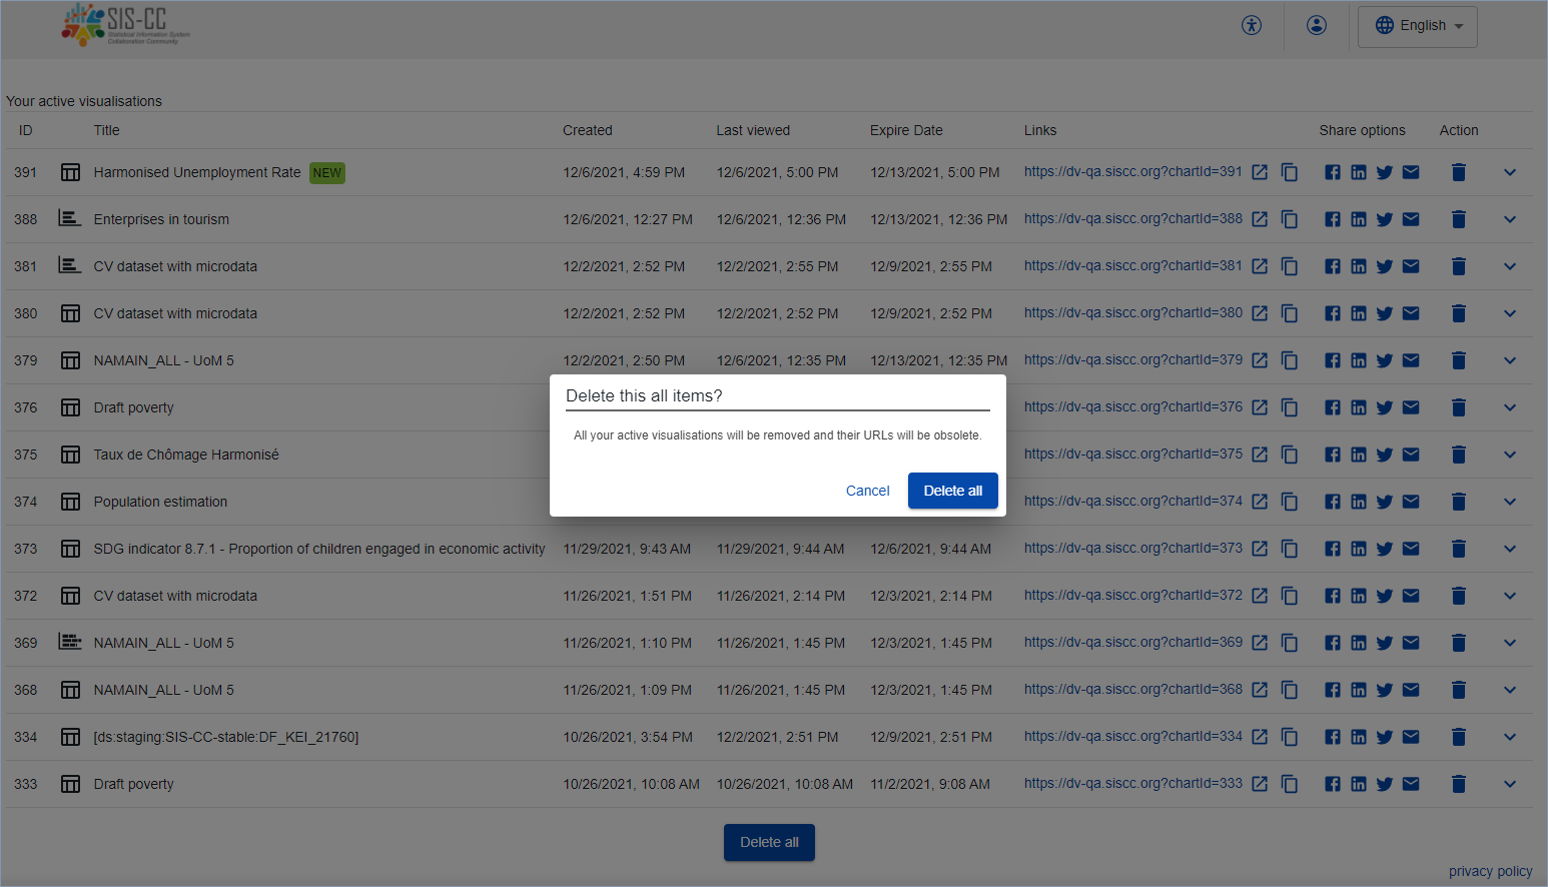 SIS-CC
Statistical Information System
Collaboration Community
English
Your active visualisations
ID Title Created Last viewed Expire Date Links Share options Action
391 Harmonised Unemployment Rate NEW 12/6/2021, 4:59 PM 12/6/2021, 5:00 PM 12/13/2021, 5:00 PM https://dv-qa.siscc.org?chartId=391
388 Enterprises in tourism 12/6/2021, 12:27 PM 12/6/2021, 12:36 PM 12/13/2021, 12:36 PM https://dv-qa.siscc.org?chartId=388
381 CV dataset with microdata 12/2/2021, 2:52 PM 12/2/2021, 2:55 PM 12/9/2021, 2:55 PM https://dv-qa.siscc.org?chartId=381
380 CV dataset with microdata 12/2/2021, 2:52 PM 12/2/2021, 2:52 PM 12/9/2021, 2:52 PM https://dv-qa.siscc.org?chartId=380
379 NAMAIN_ALL - UoM 5 12/2/2021, 2:50 PM 12/6/2021, 12:35 PM 12/13/2021, 12:35 PM https://dv-qa.siscc.org?chartId=379
376 Draft poverty https://dv-qa.siscc.org?chartId=376
375 Taux de Chômage Harmonisé https://dv-qa.siscc.org?chartId=375
374 Population estimation https://dv-qa.siscc.org?chartId=374
Delete this all items?
All your active visualisations will be removed and their URLs will be obsolete.
Cancel Delete all
373 SDG indicator 8.7.1 - Proportion of children engaged in economic activity 11/29/2021, 9:43 AM 11/29/2021, 9:44 AM 12/6/2021, 9:44 AM https://dv-qa.siscc.org?chartId=373
372 CV dataset with microdata 11/26/2021, 1:51 PM 11/26/2021, 2:14 PM 12/3/2021, 2:14 PM https://dv-qa.siscc.org?chartId=372
369 NAMAIN_ALL - UoM 5 11/26/2021, 1:10 PM 11/26/2021, 1:45 PM 12/3/2021, 1:45 PM https://dv-qa.siscc.org?chartId=369
368 NAMAIN_ALL - UoM 5 11/26/2021, 1:09 PM 11/26/2021, 1:45 PM 12/3/2021, 1:45 PM https://dv-qa.siscc.org?chartId=368
334 [ds:staging:SIS-CC-stable:DF_KEI_21760] 10/26/2021, 3:54 PM 12/2/2021, 2:51 PM 12/9/2021, 2:51 PM https://dv-qa.siscc.org?chartId=334
333 Draft poverty 10/26/2021, 10:08 AM 10/26/2021, 10:08 AM 11/2/2021, 9:08 AM https://dv-qa.siscc.org?chartId=333
Delete all
privacy policy